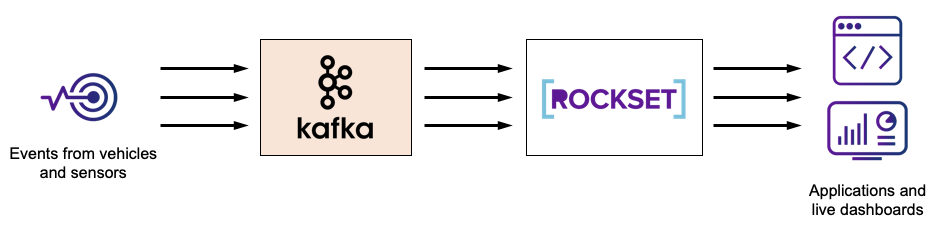 Events from vehicles
and sensors
kafka
[ROCKSET]
</>
Applications and
live dashboards